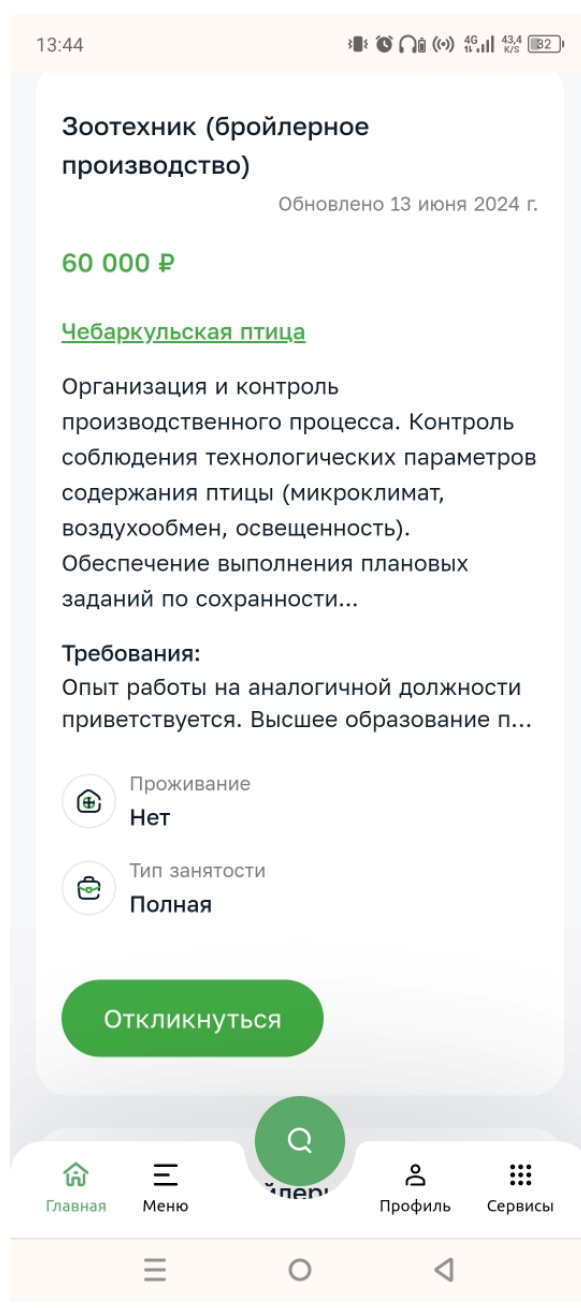 13:44
4G
43,4
K/S
32
Зоотехник (бройлерное
производство)
Обновлено 13 июня 2024 г.
60 000 ₽
Чебаркульская птица
Организация и контроль
производственного процесса. Контроль
соблюдения технологических параметров
содержания птицы (микроклимат,
воздухообмен, освещенность).
Обеспечение выполнения плановых
заданий по сохранности...
Требования:
Опыт работы на аналогичной должности
приветствуется. Высшее образование п...
Проживание
Нет
Тип занятости
Полная
Откликнуться
Главная
Меню
Профиль
Сервисы